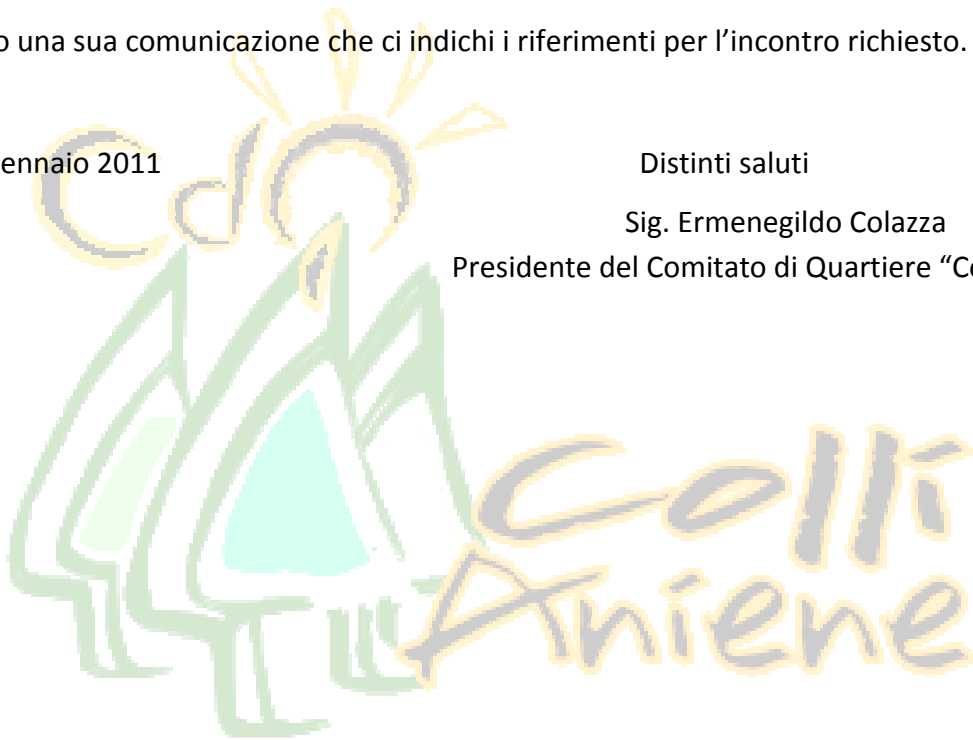 o una sua comunicazione che ci indichi i riferimenti per l’incontro richiesto.
ennaio 2011 Distinti saluti
Sig. Ermenegildo Colazza
Presidente del Comitato di Quartiere “Co
CdQ
Colli
Aniene